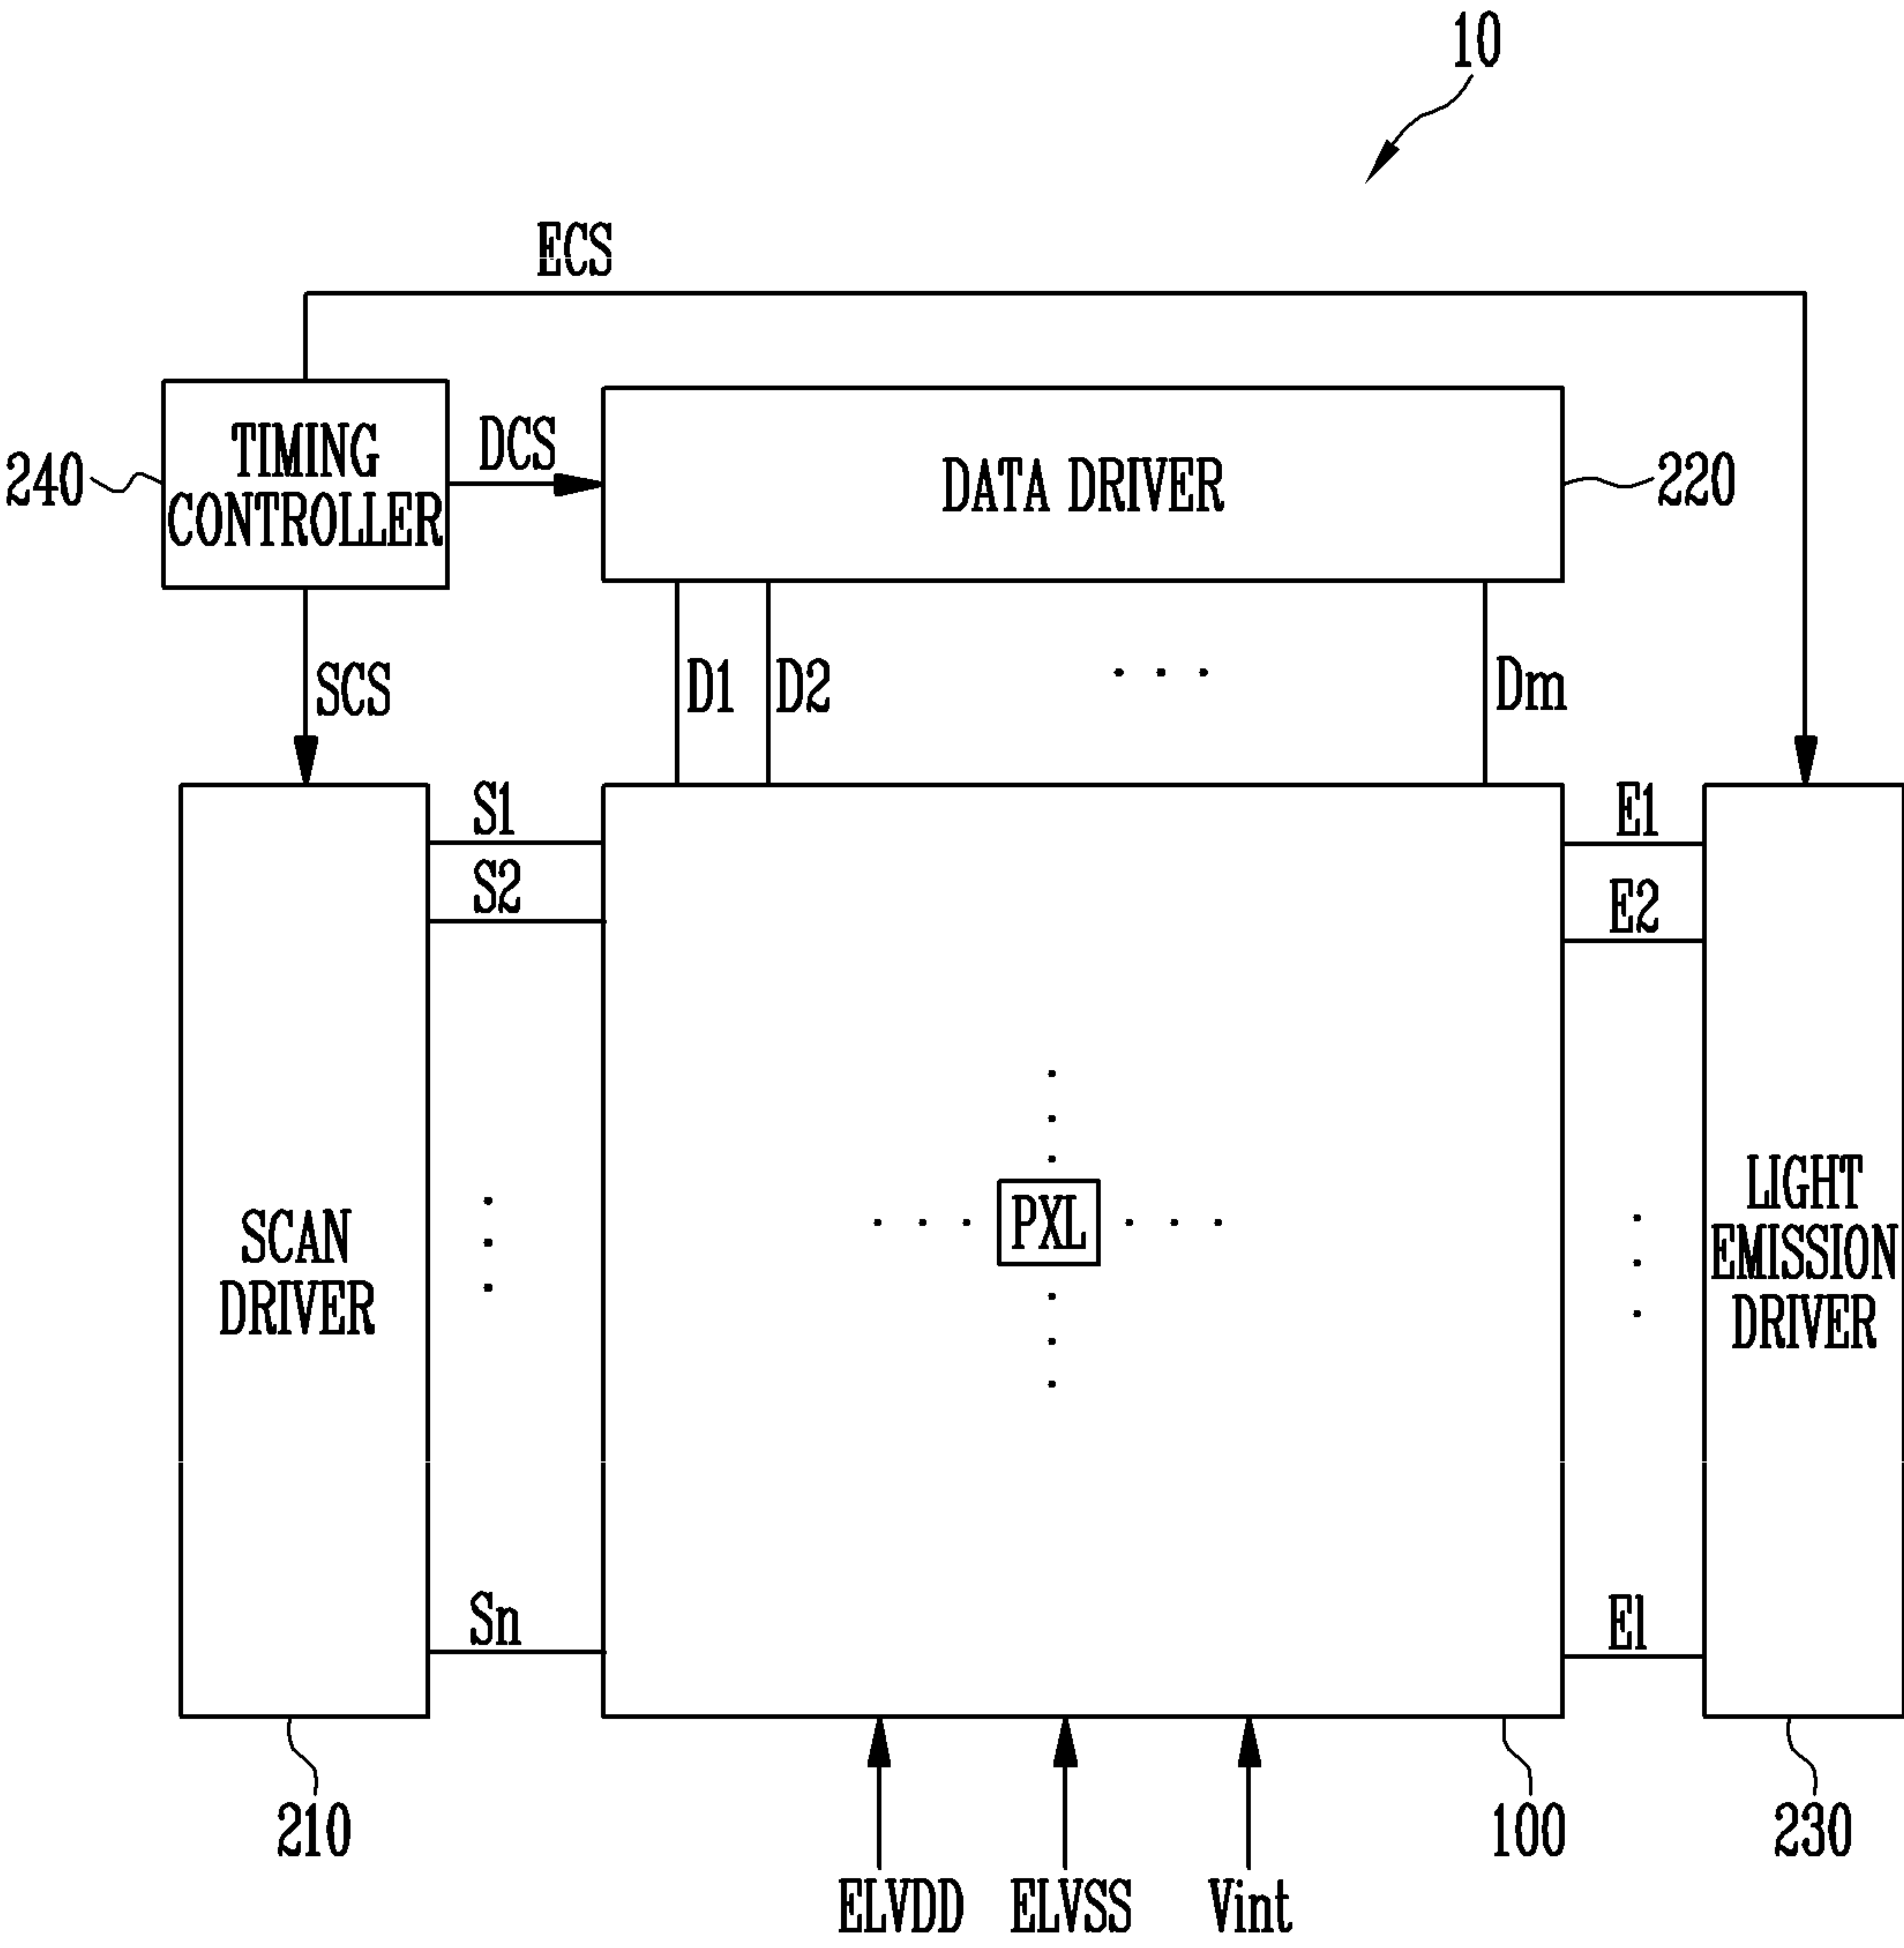 10
ECS
TIMING
CONTROLLER
240
DCS
DATA DRIVER
220
SCS
D1
D2
Dm
S1
S2
E1
E2
PXL
SCAN
DRIVER
LIGHT
EMISSION
DRIVER
Sn
El
210
100
230
ELVDD
ELVSS
Vint